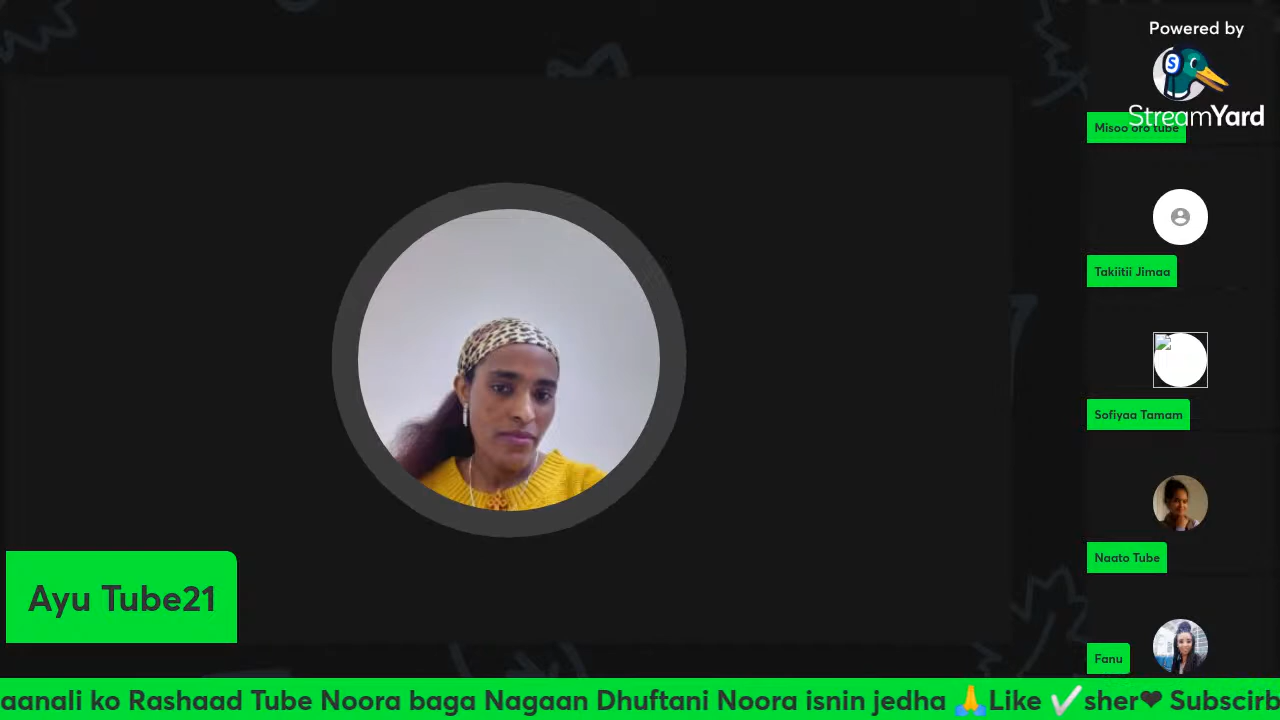 Powered by
StreamYard
Misoo oro tube
Takiitii Jimaa
Sofiyaa Tamam
Naato Tube
Fanu
Ayu Tube21
aanali ko Rashaad Tube Noora baga Nagaan Dhuftani Noora isnin jedha 🙏Like ✔️sher❤ Subscirb